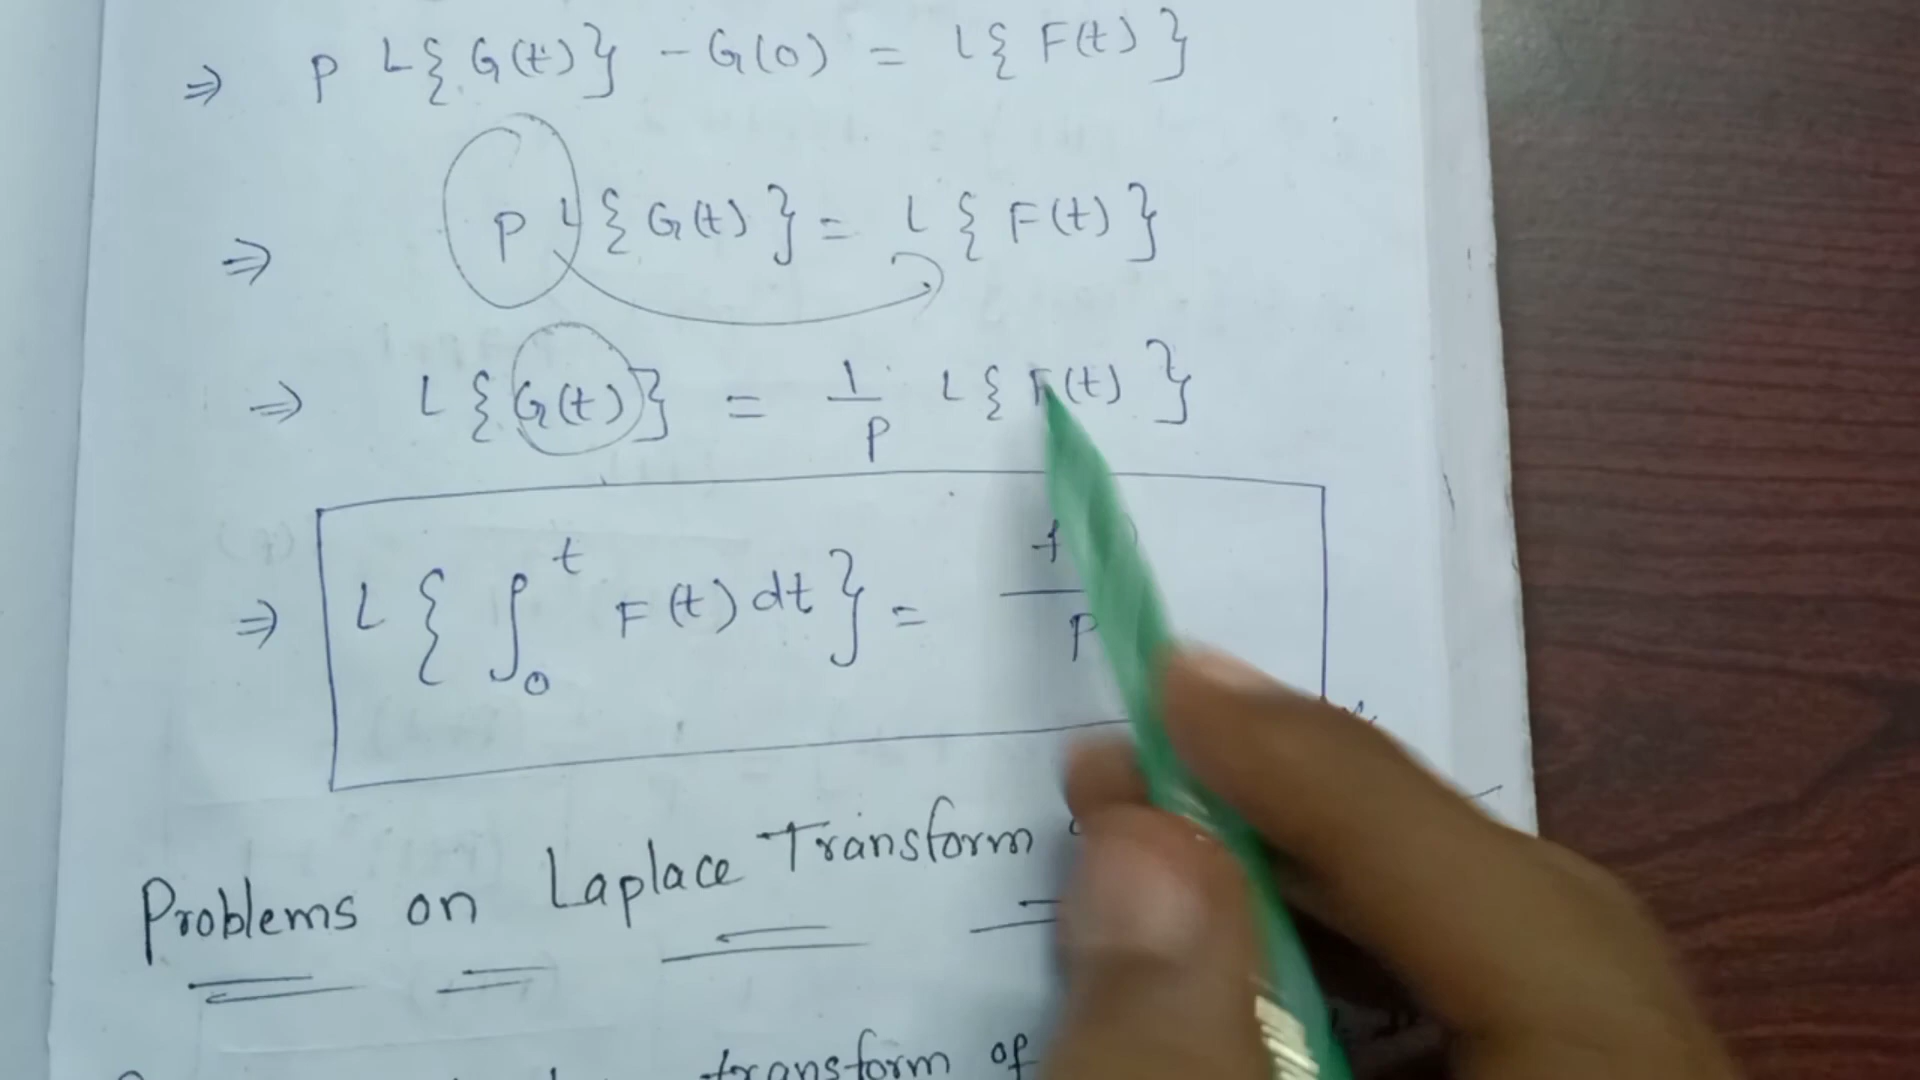 ⇒ P L{G(t)} - G(0) = L{F(t)}
⇒ P L{G(t)} = L{F(t)}
⇒ L{G(t)} = 1/P L{F(t)}
⇒ L{∫₀ᵗ F(t) dt} = f / P
Problems on Laplace Transform
transform of